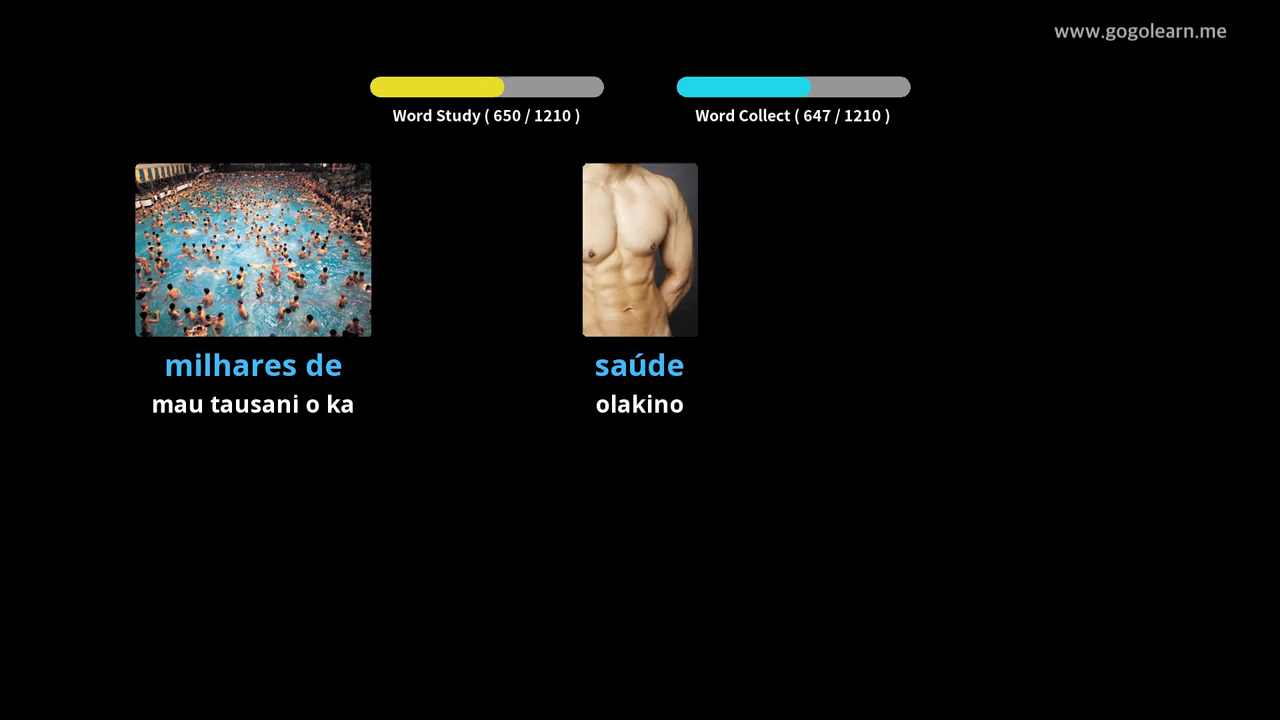 www.gogolearn.me
Word Study ( 650 / 1210 )
Word Collect ( 647 / 1210 )
milhares de
mau tausani o ka
saúde
olakino